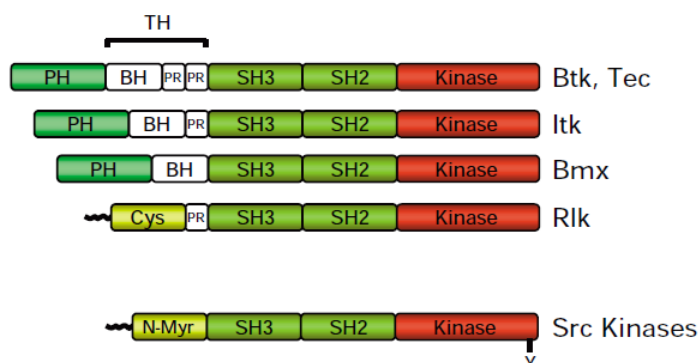 TH
PH BH PR PR SH3 SH2 Kinase Btk, Tec
PH BH PR SH3 SH2 Kinase Itk
PH BH SH3 SH2 Kinase Bmx
Cys PR SH3 SH2 Kinase Rlk
N-Myr SH3 SH2 Kinase Src Kinases
Y